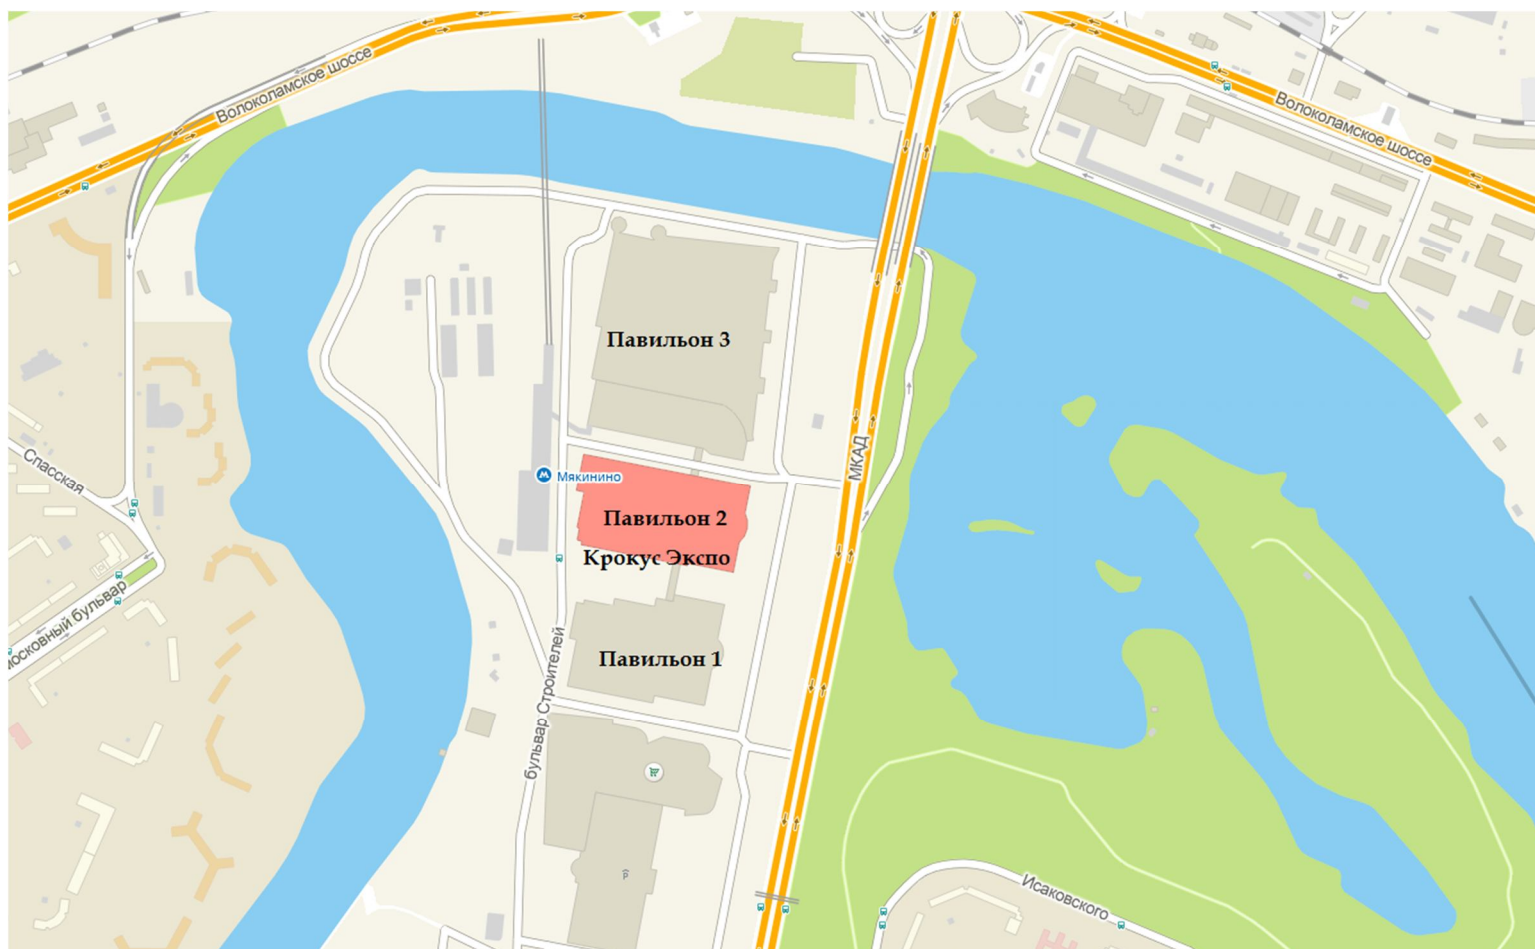 Волоколамское шоссе
Волоколамское шоссе
Павильон 3
МКАД
Спасская
М Мякинино
Павильон 2
Крокус Экспо
московный бульвар
Павильон 1
бульвар Строителей
Исаковского